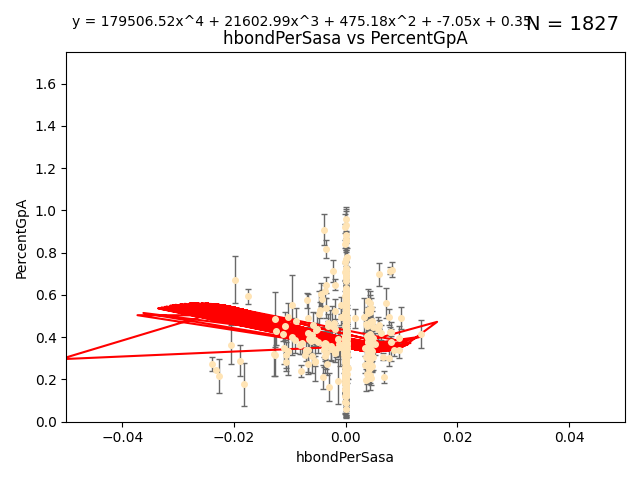 y = 179506.52x^4 + 21602.99x^3 + 475.18x^2 + -7.05x + 0.35
N = 1827
hbondPerSasa vs PercentGpA
PercentGpA
1.6
1.4
1.2
1.0
0.8
0.6
0.4
0.2
0.0
−0.04 −0.02 0.00 0.02 0.04
hbondPerSasa